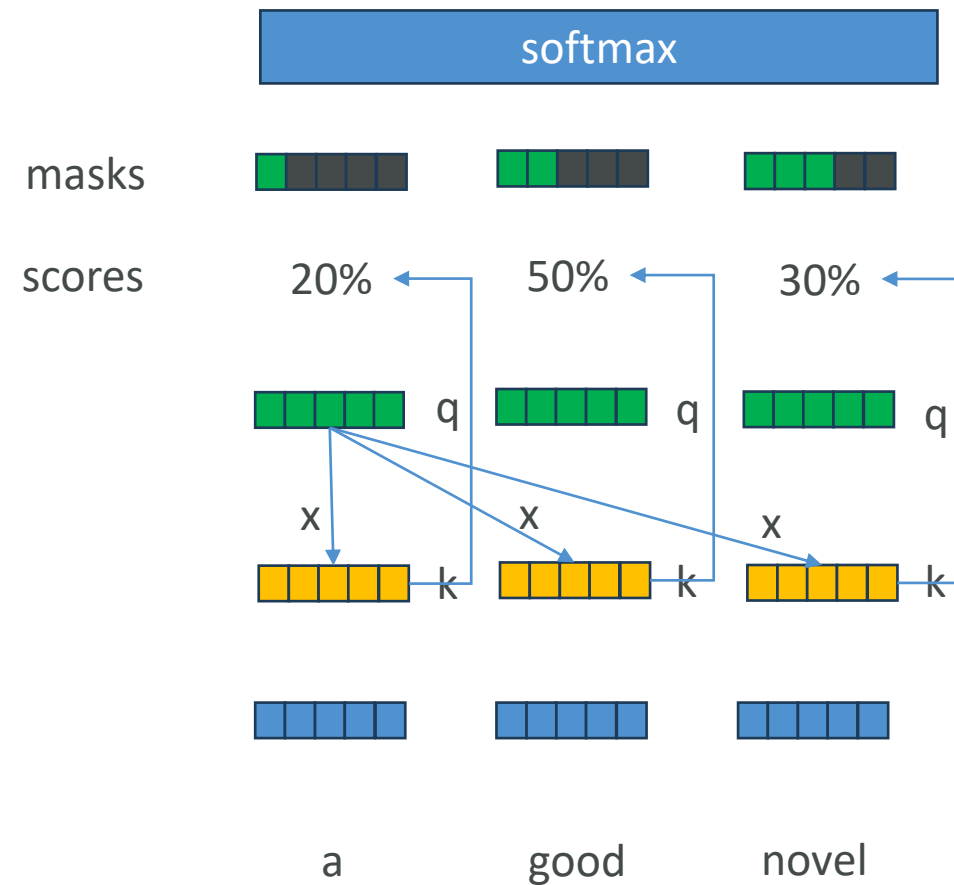 softmax
masks
scores 20% 50% 30%
q q q
x x x
k k k
a good novel